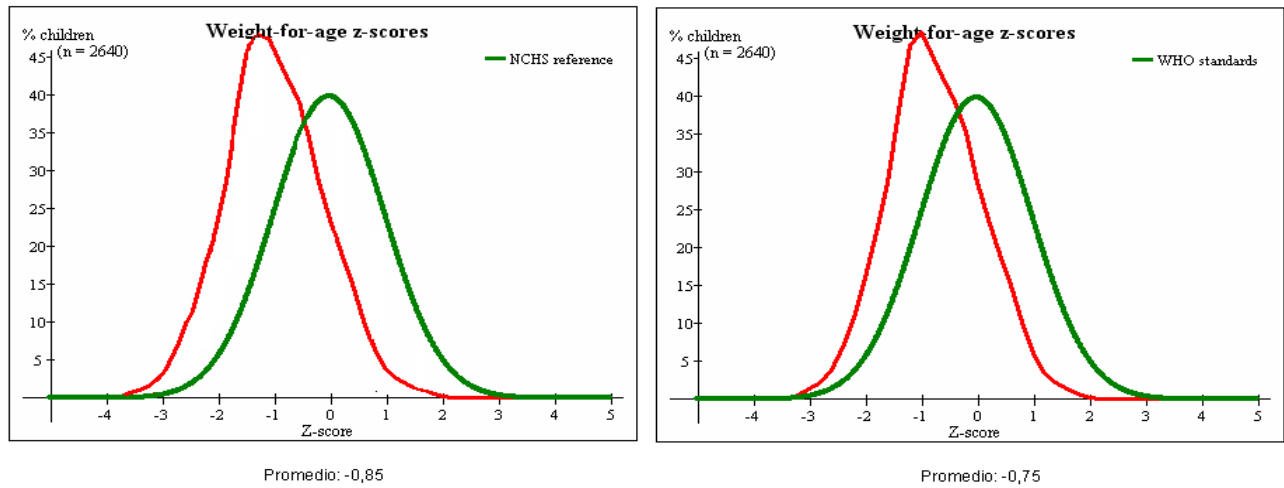 Weight-for-age z-scores
% children
(n = 2640)
NCHS reference
45
40
35
30
25
20
15
10
5
-4 -3 -2 -1 0 1 2 3 4 5
Z-score
Promedio: -0,85
Weight-for-age z-scores
% children
(n = 2640)
WHO standards
45
40
35
30
25
20
15
10
5
-4 -3 -2 -1 0 1 2 3 4 5
Z-score
Promedio: -0,75